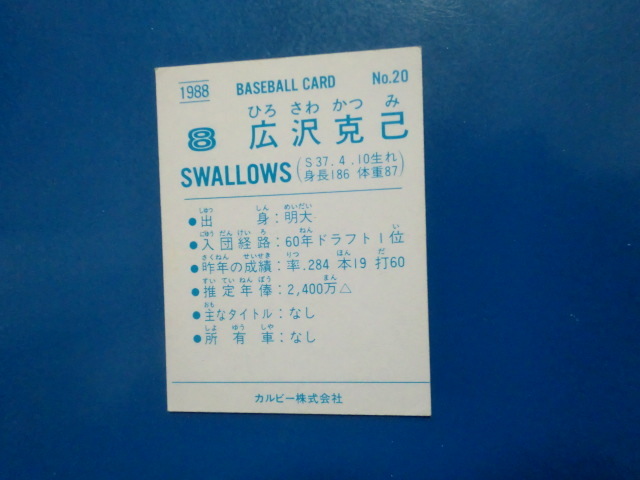 1988 BASEBALL CARD No.20
ひろ さわ かつ み
8 広沢克己
SWALLOWS (S37.4.10生れ
身長186 体重87)
しゅつ しん めいだい
●出身:明大
にゅう だん けい ろ ねん い
●入団経路:60年ドラフト1位
さくねん せいせき りつ ほん だ
●昨年の成績:率.284 本19 打60
すい てい ねん ぽう まん
●推定年俸:2,400万△
おも
●主なタイトル:なし
しよ ゆう しや
●所有車:なし
カルビー株式会社